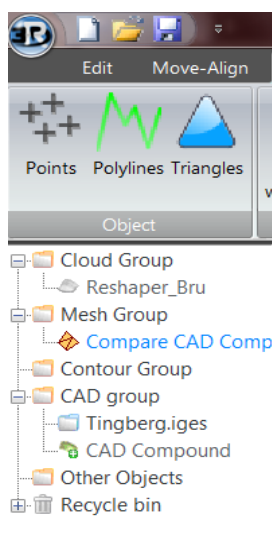 3R
Edit Move-Align
Points Polylines Triangles
Object
Cloud Group
Reshaper_Bru
Mesh Group
Compare CAD Comp
Contour Group
CAD group
Tingberg.iges
CAD Compound
Other Objects
Recycle bin